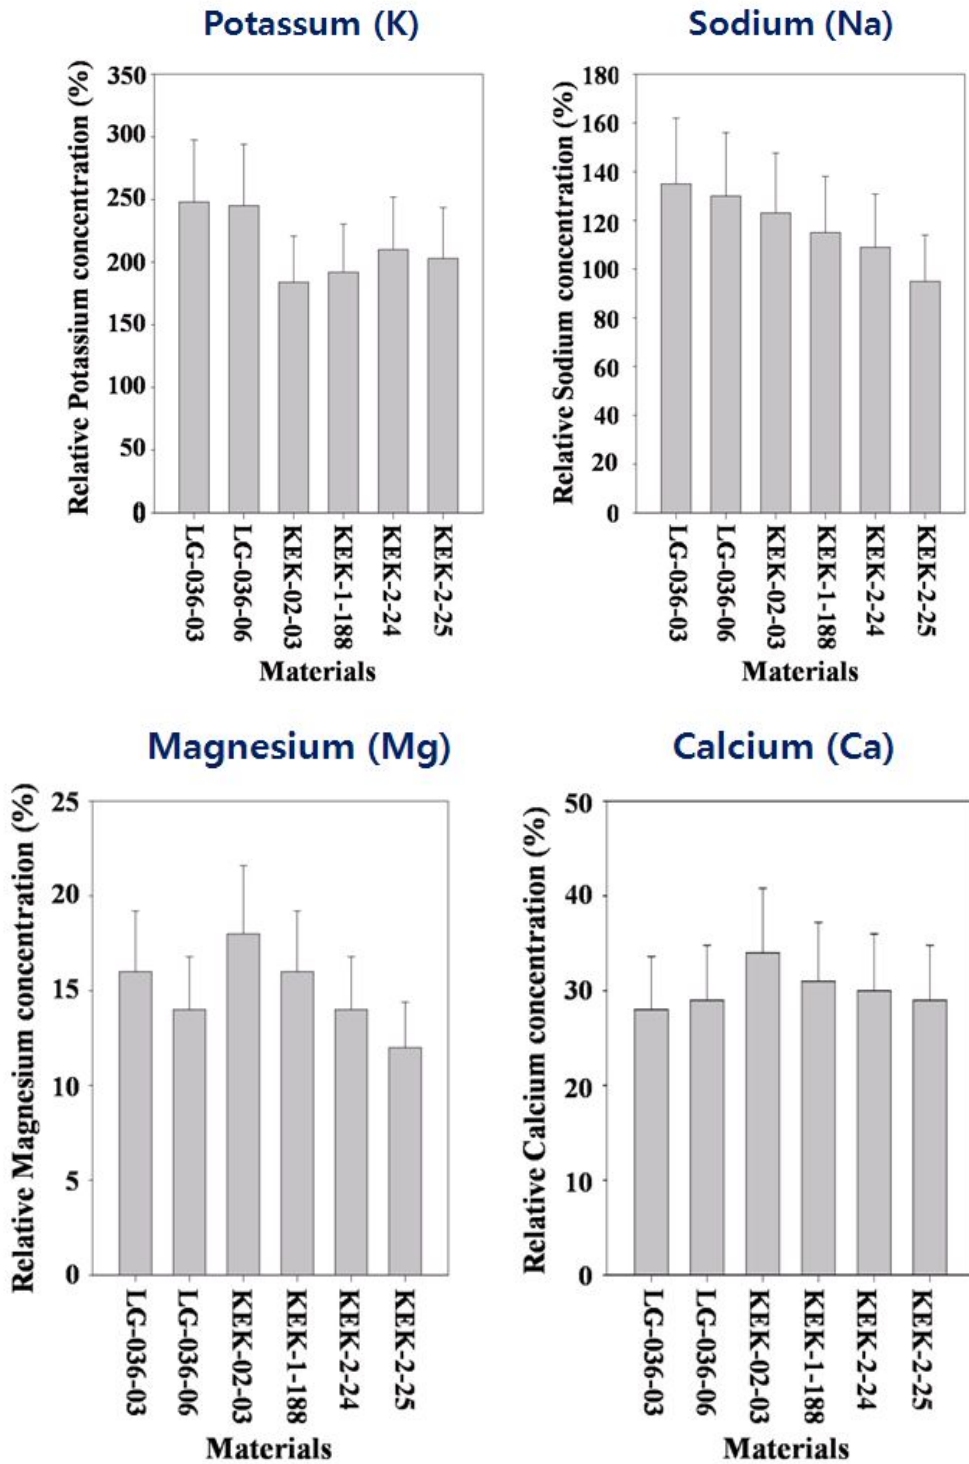 Potassum (K)
Relative Potassium concentration (%)
350
300
250
200
150
100
50
0
0
LG-036-03
LG-036-06
KEK-02-03
KEK-1-188
KEK-2-24
KEK-2-25
Materials
Sodium (Na)
Relative Sodium concentration (%)
180
160
140
120
100
80
60
40
20
0
LG-036-03
LG-036-06
KEK-02-03
KEK-1-188
KEK-2-24
KEK-2-25
Materials
Magnesium (Mg)
Relative Magnesium concentration (%)
25
20
15
10
5
0
LG-036-03
LG-036-06
KEK-02-03
KEK-1-188
KEK-2-24
KEK-2-25
Materials
Calcium (Ca)
Relative Calcium concentration (%)
50
40
30
20
10
0
LG-036-03
LG-036-06
KEK-02-03
KEK-1-188
KEK-2-24
KEK-2-25
Materials